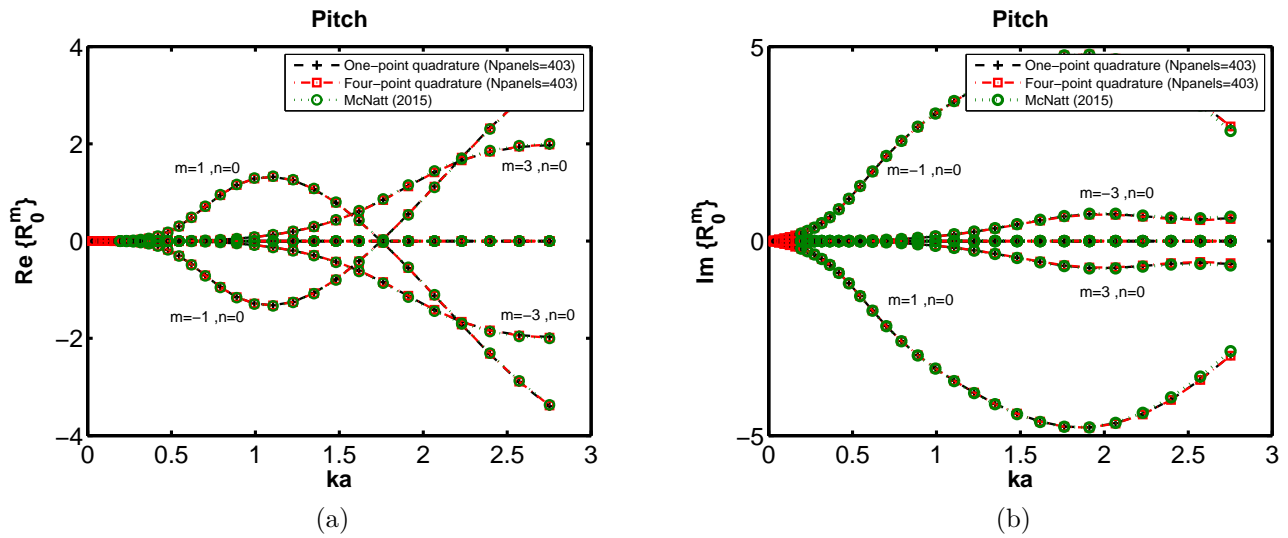 Pitch
Re {R₀ᵐ}
4
2
0
−2
−4
One−point quadrature (Npanels=403)
Four−point quadrature (Npanels=403)
McNatt (2015)
m=1 ,n=0
m=3 ,n=0
m=−1 ,n=0
m=−3 ,n=0
0 0.5 1 1.5 2 2.5 3
ka
(a)
Pitch
Im {R₀ᵐ}
5
0
−5
One−point quadrature (Npanels=403)
Four−point quadrature (Npanels=403)
McNatt (2015)
m=−1 ,n=0
m=−3 ,n=0
m=1 ,n=0
m=3 ,n=0
0 0.5 1 1.5 2 2.5 3
ka
(b)